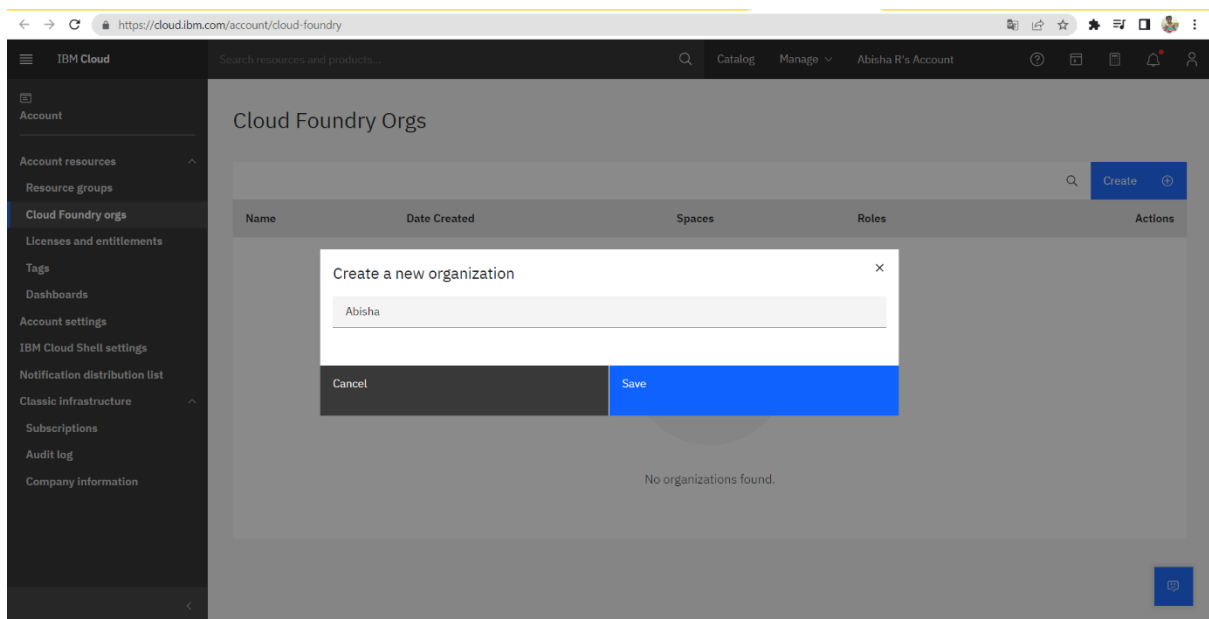 https://cloud.ibm.com/account/cloud-foundry
IBM Cloud
Search resources and products...
Catalog
Manage
Abisha R's Account
Account
Account resources
Resource groups
Cloud Foundry orgs
Licenses and entitlements
Tags
Dashboards
Account settings
IBM Cloud Shell settings
Notification distribution list
Classic infrastructure
Subscriptions
Audit log
Company information
Cloud Foundry Orgs
Create
Name Date Created Spaces Roles Actions
Create a new organization
Abisha
Cancel
Save
No organizations found.